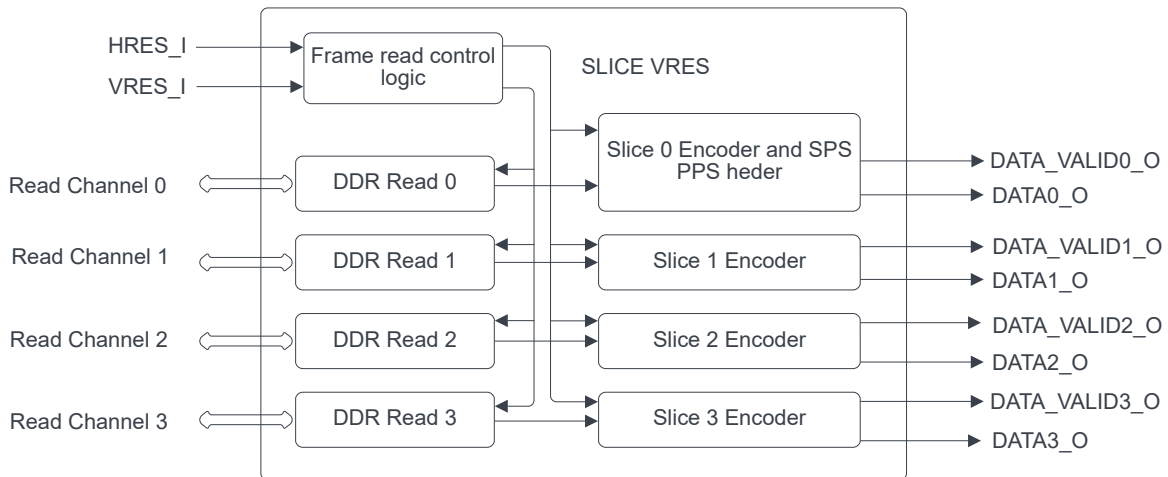 HRES_I
VRES_I
Frame read control
logic
SLICE VRES
Read Channel 0
DDR Read 0
Slice 0 Encoder and SPS
PPS heder
DATA_VALID0_O
DATA0_O
Read Channel 1
DDR Read 1
Slice 1 Encoder
DATA_VALID1_O
DATA1_O
Read Channel 2
DDR Read 2
Slice 2 Encoder
DATA_VALID2_O
DATA2_O
Read Channel 3
DDR Read 3
Slice 3 Encoder
DATA_VALID3_O
DATA3_O